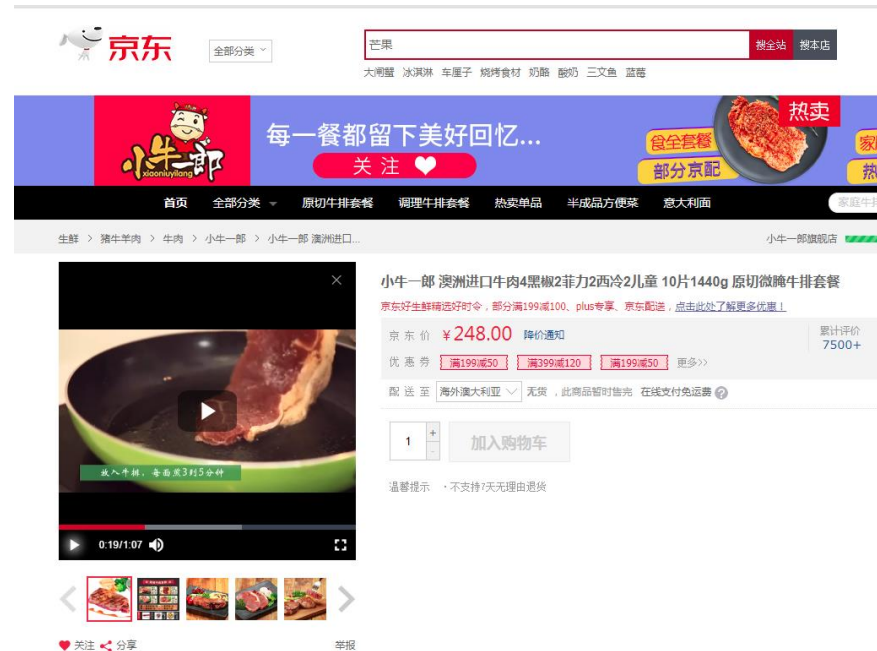 京东
全部分类
芒果
搜全站 搜本店
大闸蟹 冰淇淋 车厘子 烧烤食材 奶酪 酸奶 三文鱼 蓝莓
小牛一郎
xiaoniuyilang
每一餐都留下美好回忆...
关注
食全套餐
部分京配
热卖
家
热
首页 全部分类 原切牛排套餐 调理牛排套餐 热卖单品 半成品方便菜 意大利面
家庭牛排
生鲜 > 猪牛羊肉 > 牛肉 > 小牛一郎 > 小牛一郎 澳洲进口...
小牛一郎旗舰店
小牛一郎 澳洲进口牛肉4黑椒2菲力2西冷2儿童 10片1440g 原切微腌牛排套餐
京东好生鲜精选好时令，部分满199减100、plus专享、京东配送，点击此处了解更多优惠！
京东价 ￥248.00 降价通知
累计评价
7500+
优惠券 满199减50 满399减120 满199减50 更多>>
配送至 海外澳大利亚 无货 ，此商品暂时售完 在线支付免运费 ?
1 + - 加入购物车
温馨提示 ·不支持7天无理由退货
放入牛排，每面煎3到5分钟
0:19/1:07
关注 分享 举报